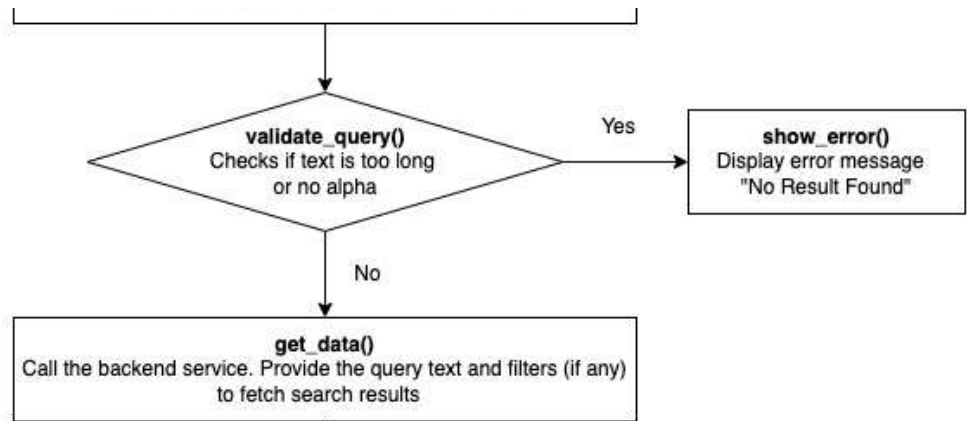 validate_query()
Checks if text is too long
or no alpha
Yes
show_error()
Display error message
"No Result Found"
No
get_data()
Call the backend service. Provide the query text and filters (if any)
to fetch search results